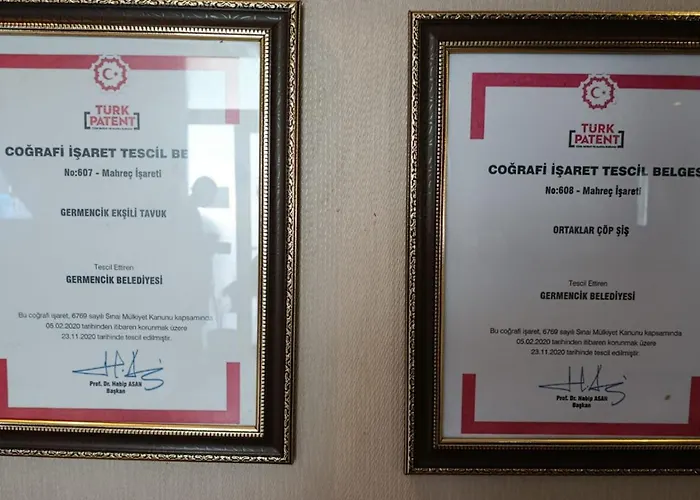 TÜRK
PATENT
COĞRAFİ İŞARET TESCİL BE
No:607 - Mahreç İşareti
GERMENCİK EKŞİLİ TAVUK
Tescil Ettiren
GERMENCİK BELEDİYESİ
Bu coğrafi işaret, 6769 sayılı Sınai Mülkiyet Kanunu kapsamında
05.02.2020 tarihinden itibaren korunmak üzere
23.11.2020 tarihinde tescil edilmiştir.
Prof. Dr. Habip ASAN
Başkan
TÜRK
PATENT
COĞRAFİ İŞARET TESCİL BELGES
No:608 - Mahreç İşareti
ORTAKLAR ÇÖP ŞİŞ
Tescil Ettiren
GERMENCİK BELEDİYESİ
Bu coğrafi işaret, 6769 sayılı Sınai Mülkiyet Kanunu kapsamında
05.02.2020 tarihinden itibaren korunmak üzere
23.11.2020 tarihinde tescil edilmiştir.
Prof. Dr. Habip ASAN
Başkan